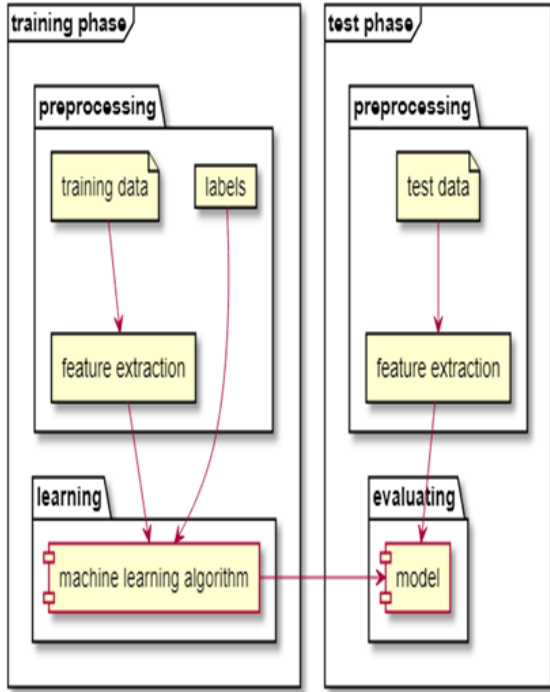 training phase
preprocessing
training data
labels
feature extraction
learning
machine learning algorithm
test phase
preprocessing
test data
feature extraction
evaluating
model